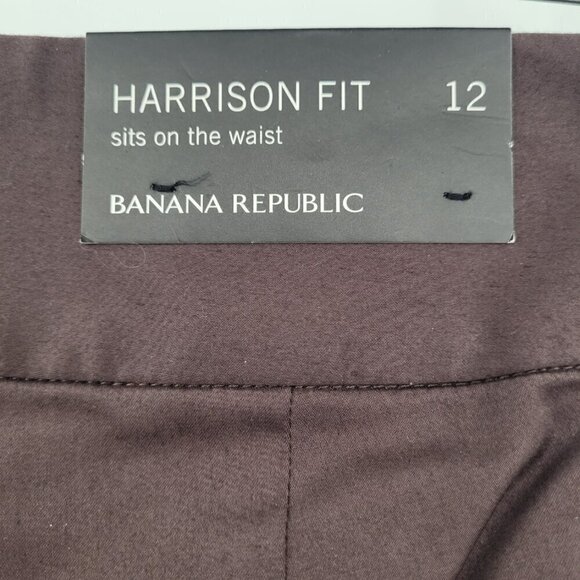 HARRISON FIT 12
sits on the waist
BANANA REPUBLIC